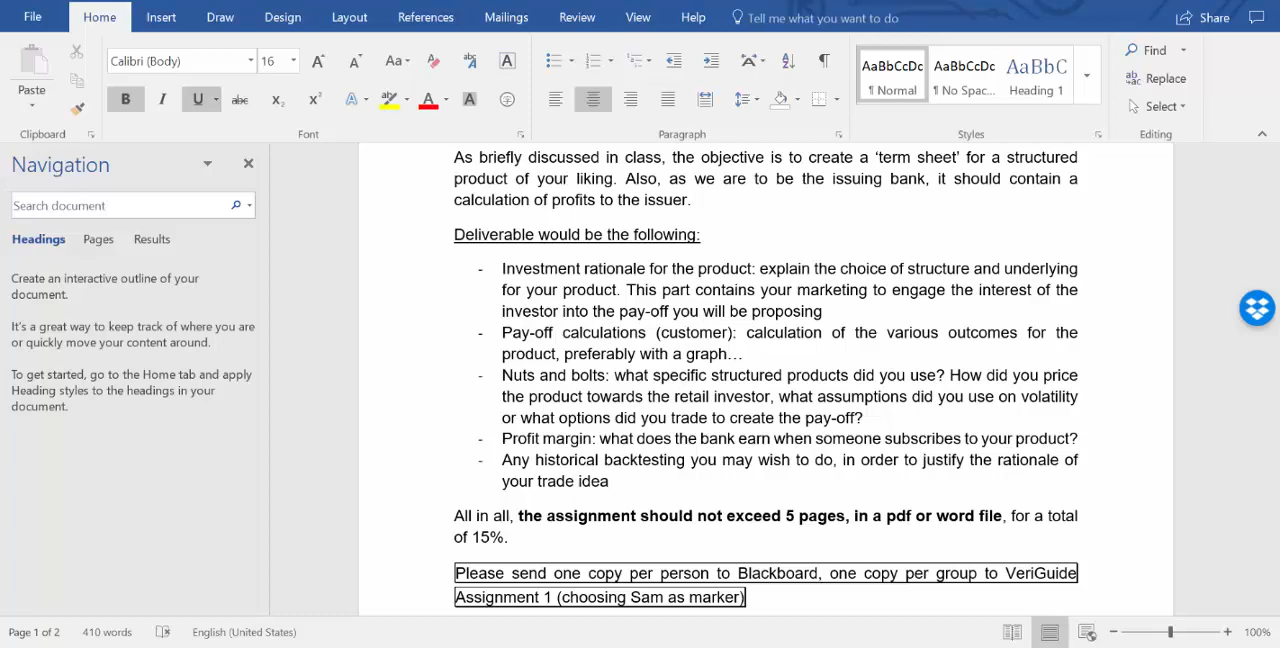 File Home Insert Draw Design Layout References Mailings Review View Help Tell me what you want to do Share
Calibri (Body) 16 Aa A
Paste B I U abc X₂ X² A A A
AaBbCcDc AaBbCcDc AaBbC
¶ Normal ¶ No Spac... Heading 1
Find
Replace
Select
Clipboard Font Paragraph Styles Editing
Navigation
Search document
Headings Pages Results
Create an interactive outline of your
document.
It's a great way to keep track of where you are
or quickly move your content around.
To get started, go to the Home tab and apply
Heading styles to the headings in your
document.
As briefly discussed in class, the objective is to create a ‘term sheet’ for a structured
product of your liking. Also, as we are to be the issuing bank, it should contain a
calculation of profits to the issuer.
Deliverable would be the following:
- Investment rationale for the product: explain the choice of structure and underlying
for your product. This part contains your marketing to engage the interest of the
investor into the pay-off you will be proposing
- Pay-off calculations (customer): calculation of the various outcomes for the
product, preferably with a graph…
- Nuts and bolts: what specific structured products did you use? How did you price
the product towards the retail investor, what assumptions did you use on volatility
or what options did you trade to create the pay-off?
- Profit margin: what does the bank earn when someone subscribes to your product?
- Any historical backtesting you may wish to do, in order to justify the rationale of
your trade idea
All in all, the assignment should not exceed 5 pages, in a pdf or word file, for a total
of 15%.
Please send one copy per person to Blackboard, one copy per group to VeriGuide
Assignment 1 (choosing Sam as marker)
Page 1 of 2 410 words English (United States) 100%